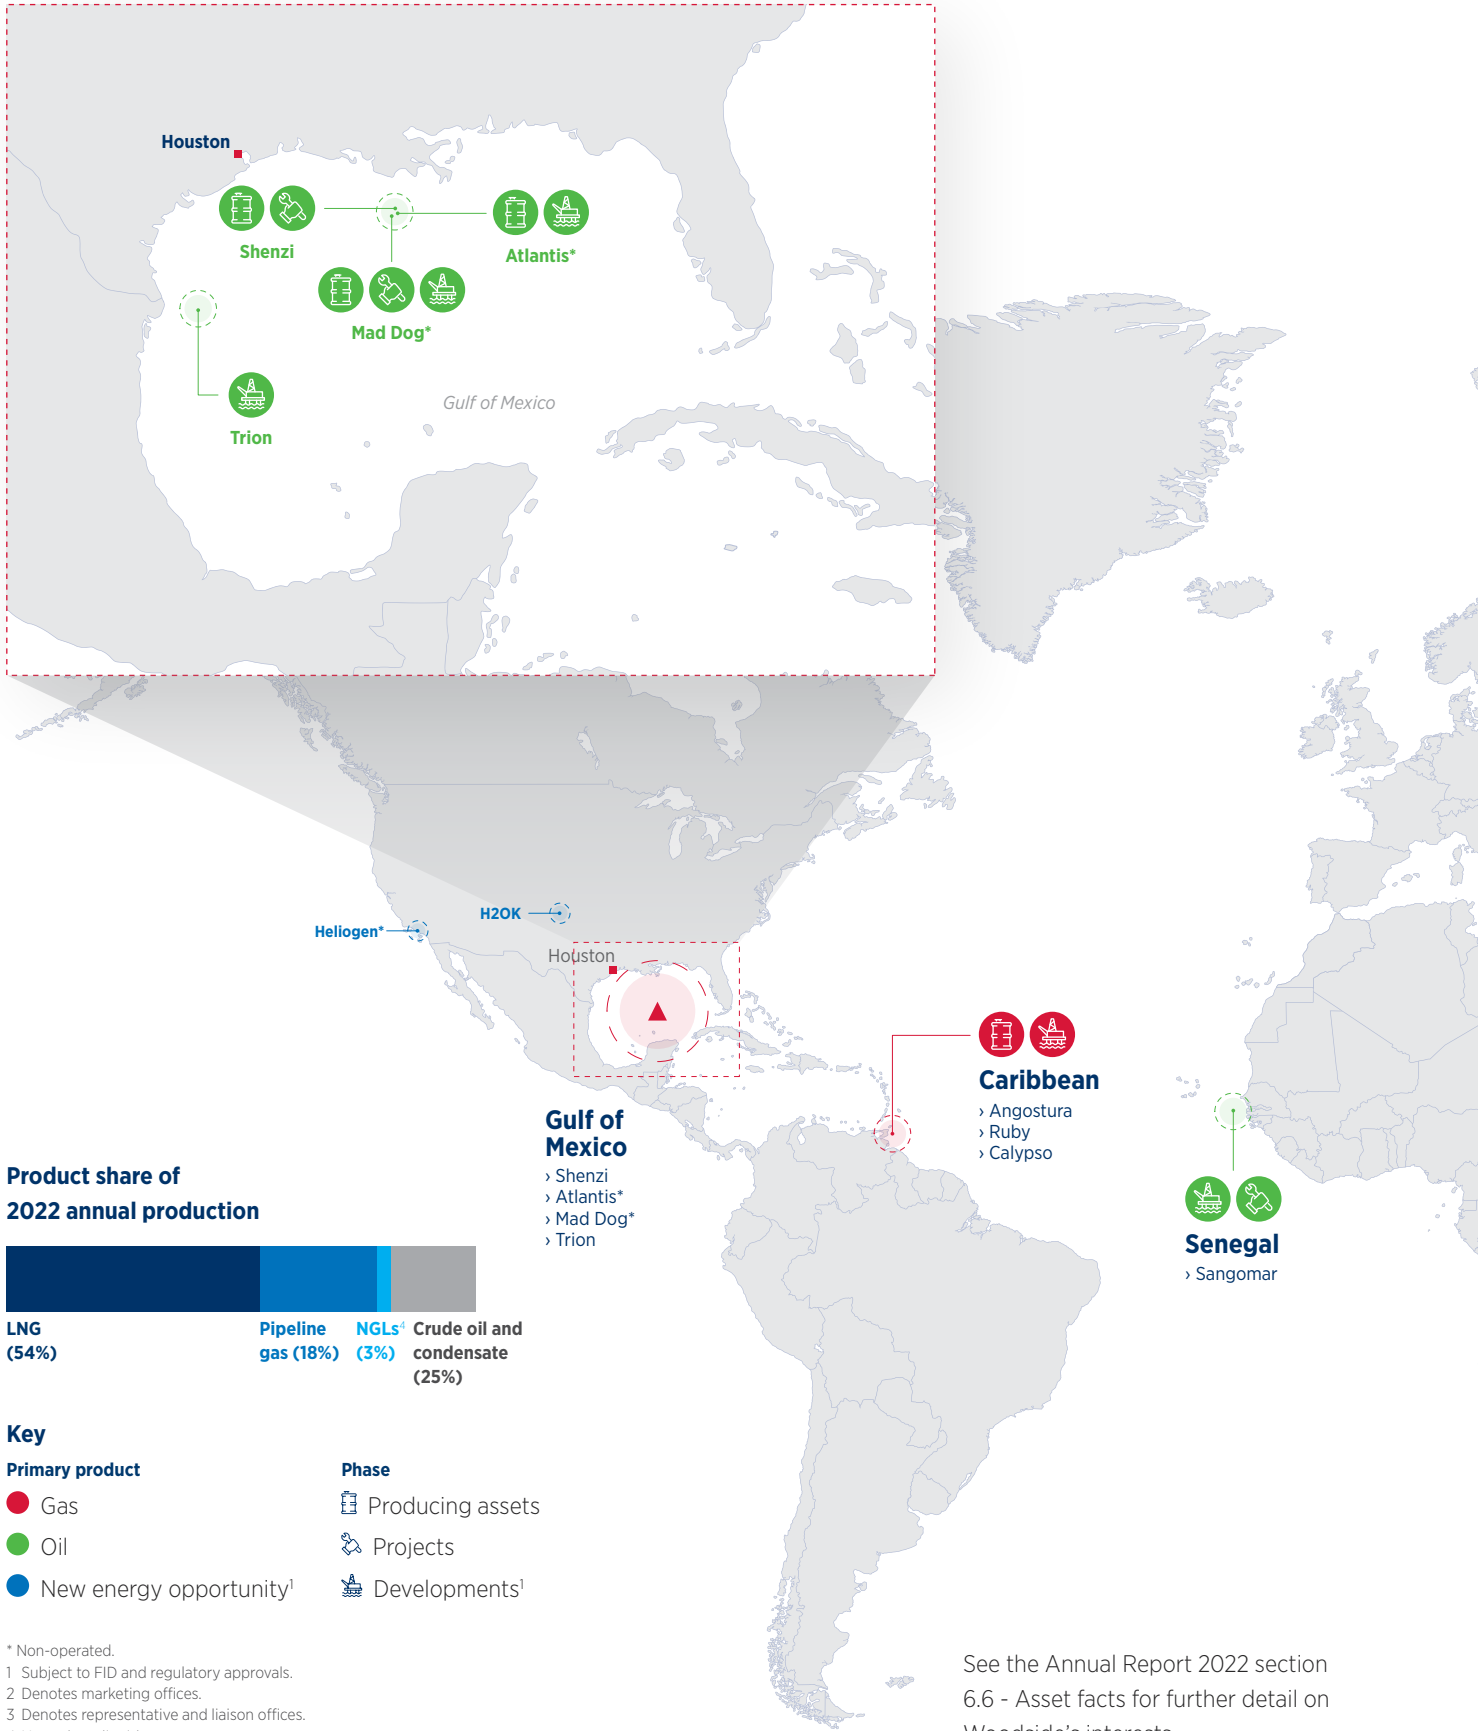 Houston
Shenzi
Atlantis*
Mad Dog*
Trion
Gulf of Mexico
H2OK
Heliogen*
Houston
Caribbean
› Angostura
› Ruby
› Calypso
Gulf of
Mexico
› Shenzi
› Atlantis*
› Mad Dog*
› Trion
Senegal
› Sangomar
Product share of
2022 annual production
LNG
(54%)
Pipeline
gas (18%)
NGLs⁴
(3%)
Crude oil and
condensate
(25%)
Key
Primary product
Gas
Oil
New energy opportunity¹
Phase
Producing assets
Projects
Developments¹
* Non-operated.
1 Subject to FID and regulatory approvals.
2 Denotes marketing offices.
3 Denotes representative and liaison offices.
See the Annual Report 2022 section
6.6 - Asset facts for further detail on
Woodside's interests